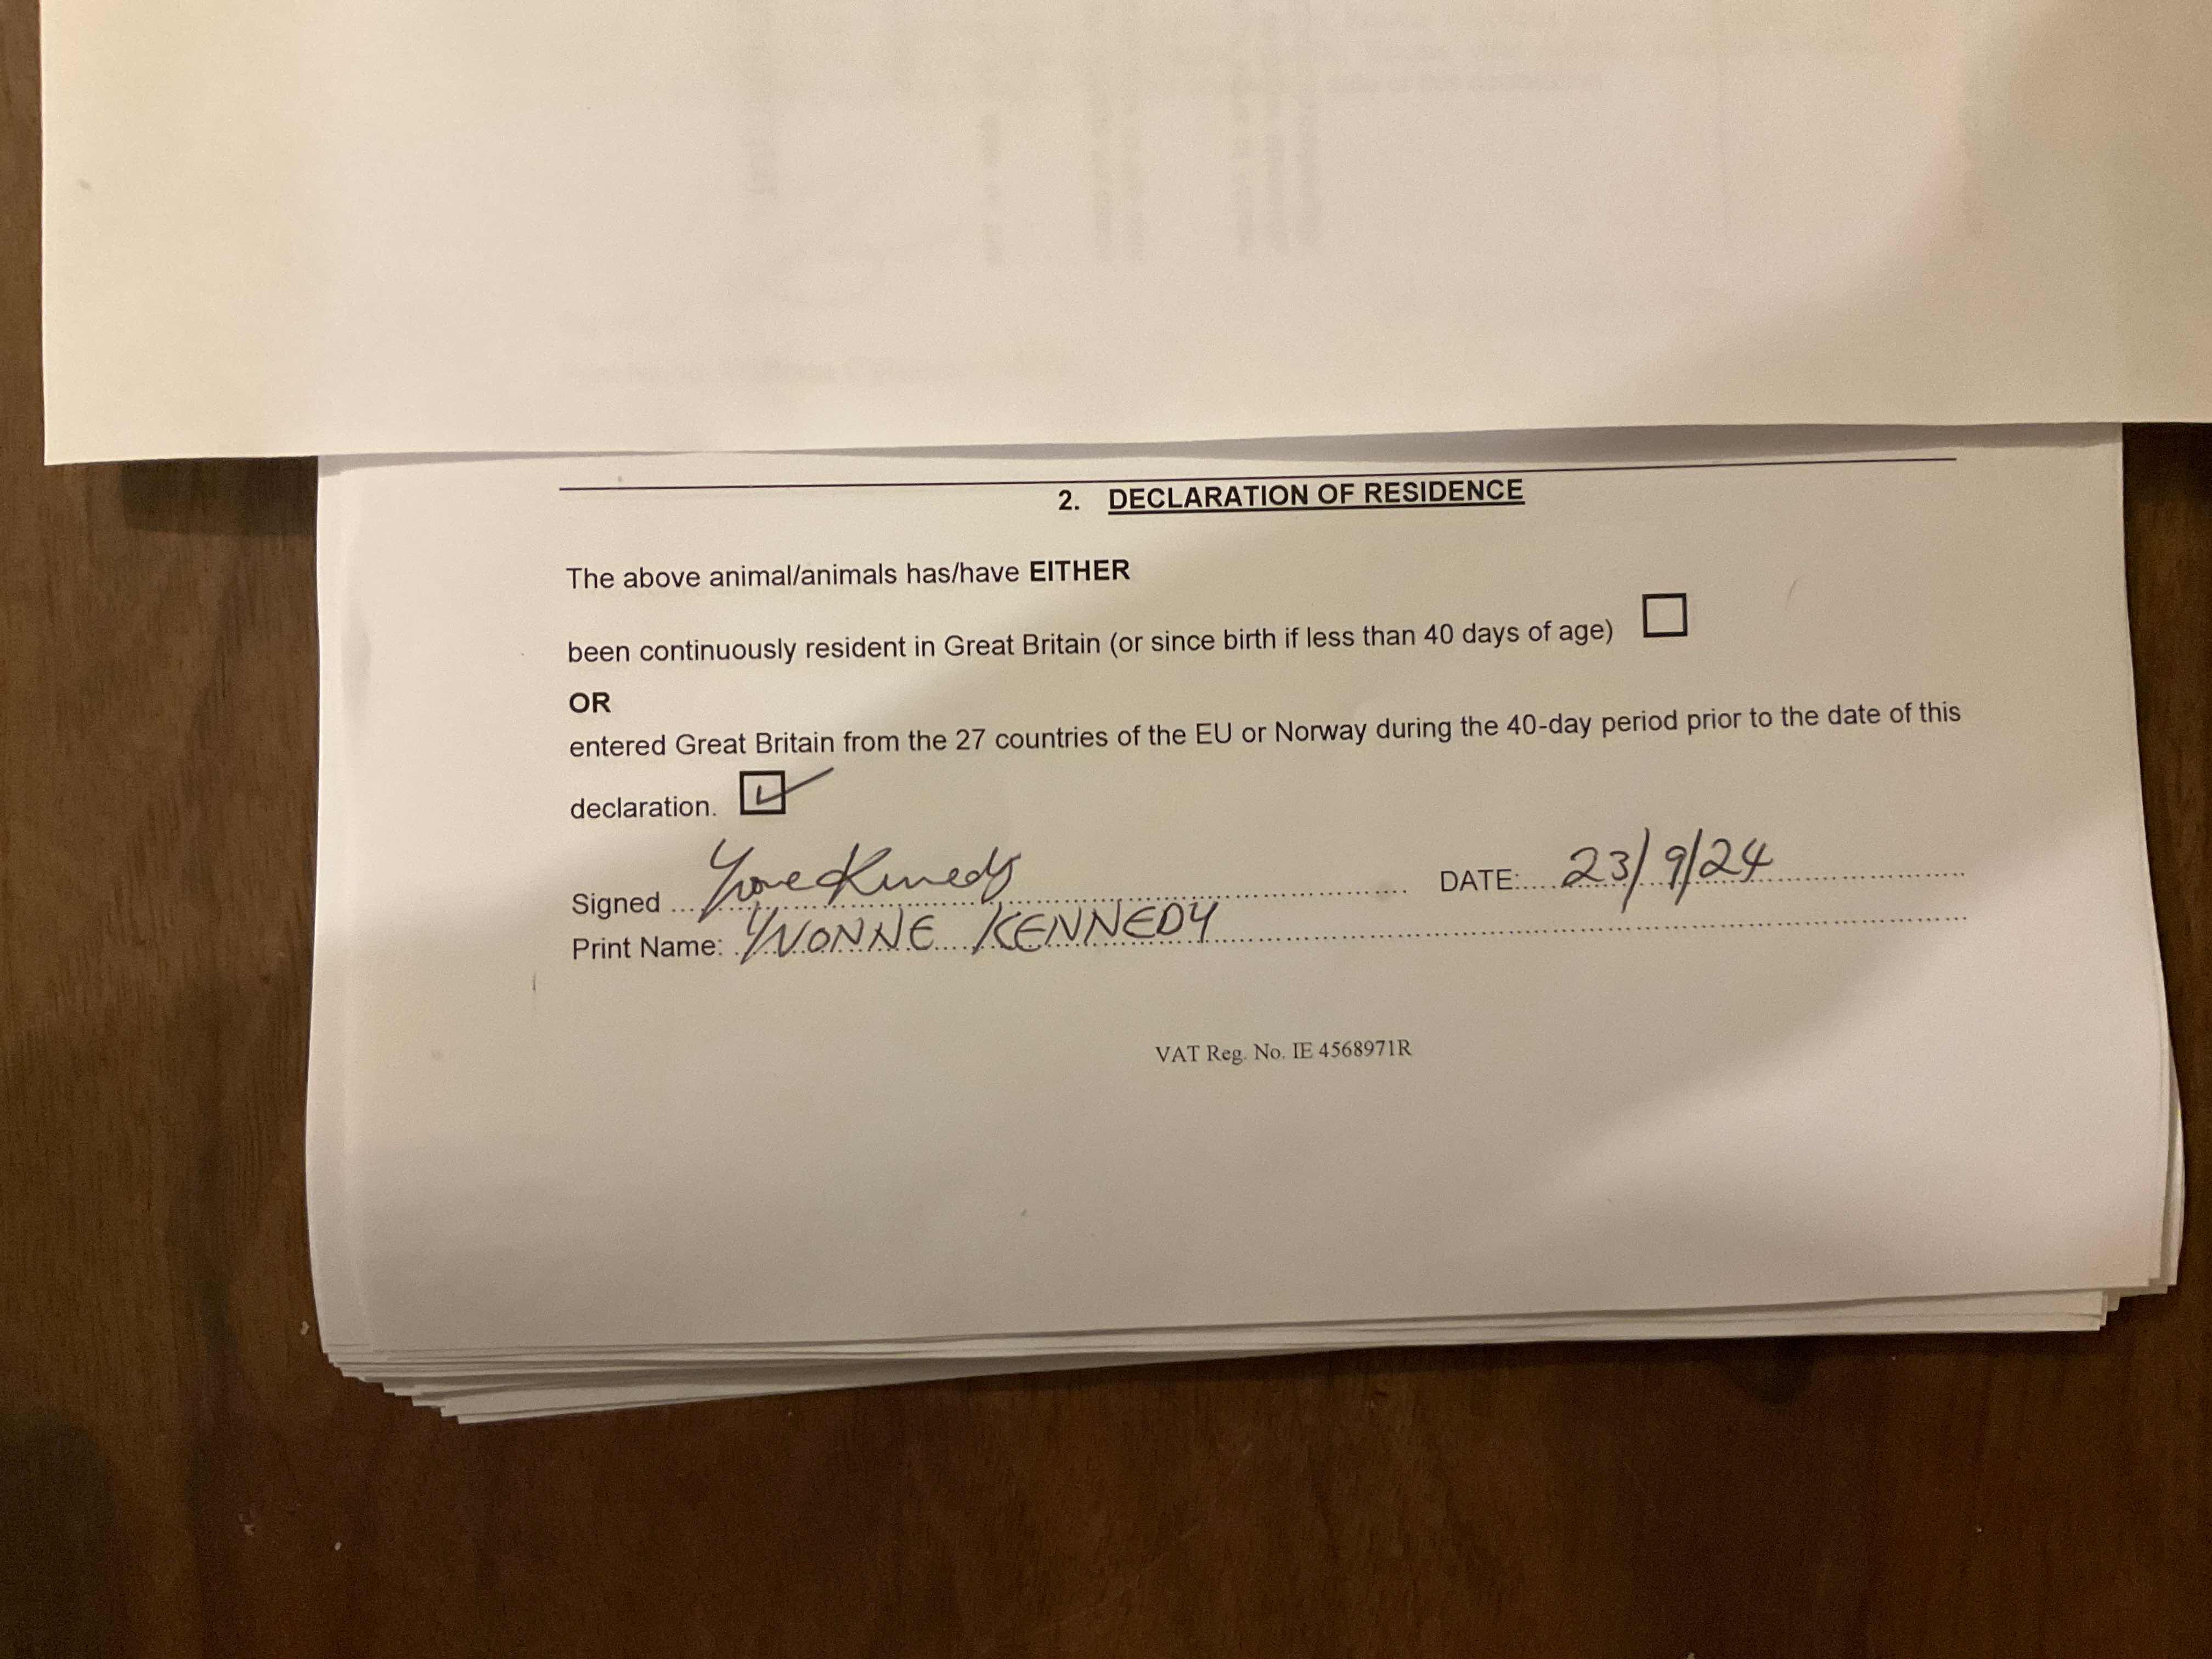 2. DECLARATION OF RESIDENCE
The above animal/animals has/have EITHER
been continuously resident in Great Britain (or since birth if less than 40 days of age)
OR
entered Great Britain from the 27 countries of the EU or Norway during the 40-day period prior to the date of this
declaration.
Signed Yvonne Kennedy DATE: 23/9/24
Print Name: YVONNE KENNEDY
VAT Reg. No. IE 4568971R